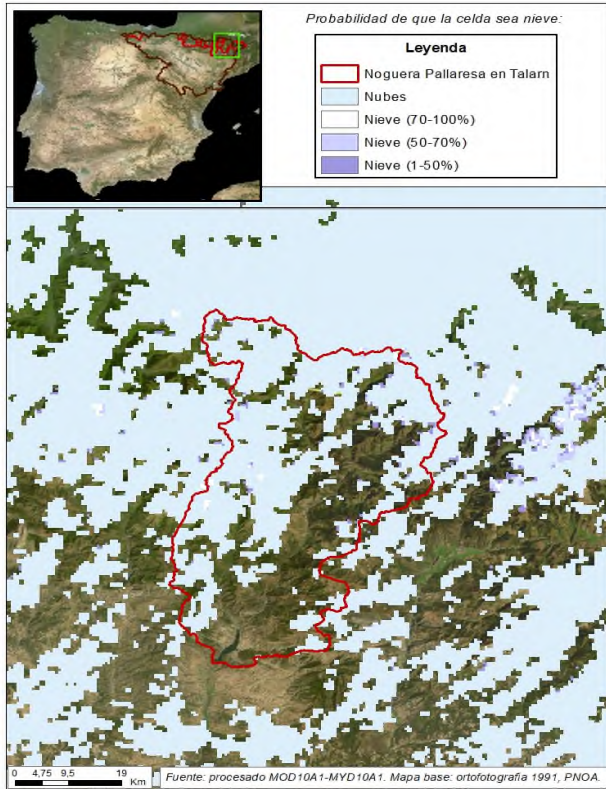 Probabilidad de que la celda sea nieve:
Leyenda
Noguera Pallaresa en Talarn
Nubes
Nieve (70-100%)
Nieve (50-70%)
Nieve (1-50%)
0 4,75 9,5 19
Km
Fuente: procesado MOD10A1-MYD10A1. Mapa base: ortofotografía 1991, PNOA.